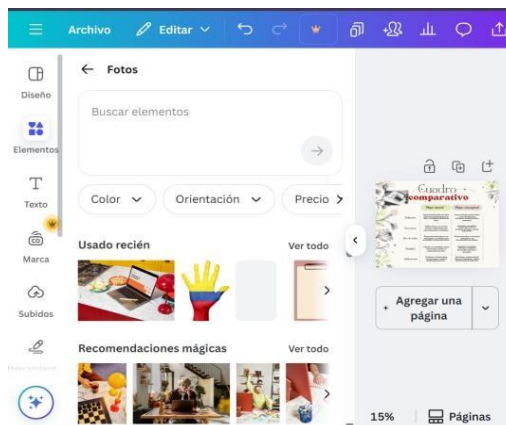 Archivo Editar
Fotos
Diseño
Buscar elementos
Elementos
Texto
Color Orientación Precio
Marca
Usado recién Ver todo
Subidos
Recomendaciones mágicas Ver todo
Cuadro
comparativo
Agregar una
página
15% Páginas